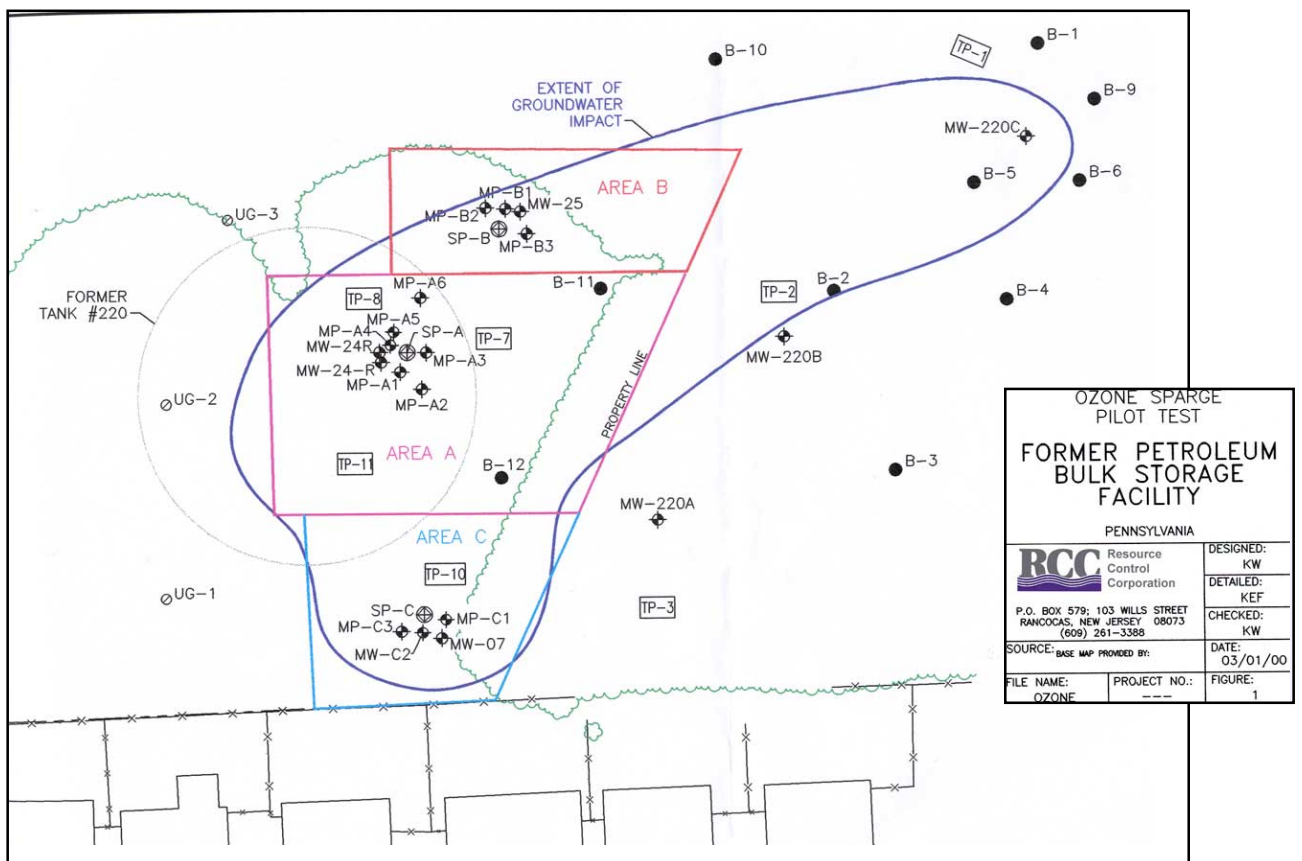 B-10
TP-1
B-1
EXTENT OF
GROUNDWATER
IMPACT
B-9
MW-220C
B-5
B-6
AREA B
MP-B1
MP-B2
MW-25
SP-B
MP-B3
UG-3
FORMER
TANK #220
MP-A6
B-11
TP-8
MP-A5
MP-A4
SP-A
TP-7
MW-24R
MP-A3
MW-24-R
MP-A1
MP-A2
TP-2
B-2
B-4
MW-220B
UG-2
PROPERTY LINE
AREA A
TP-11
B-12
B-3
MW-220A
AREA C
TP-10
UG-1
SP-C
MP-C1
MP-C3
MW-C2
MW-07
TP-3
OZONE SPARGE
PILOT TEST
FORMER PETROLEUM
BULK STORAGE
FACILITY
PENNSYLVANIA
RCC Resource
Control
Corporation
P.O. BOX 579; 103 WILLS STREET
RANCOCAS, NEW JERSEY 08073
(609) 261-3388
DESIGNED:
KW
DETAILED:
KEF
CHECKED:
KW
SOURCE: BASE MAP PROVIDED BY:
DATE:
03/01/00
FILE NAME:
OZONE
PROJECT NO.:
---
FIGURE:
1